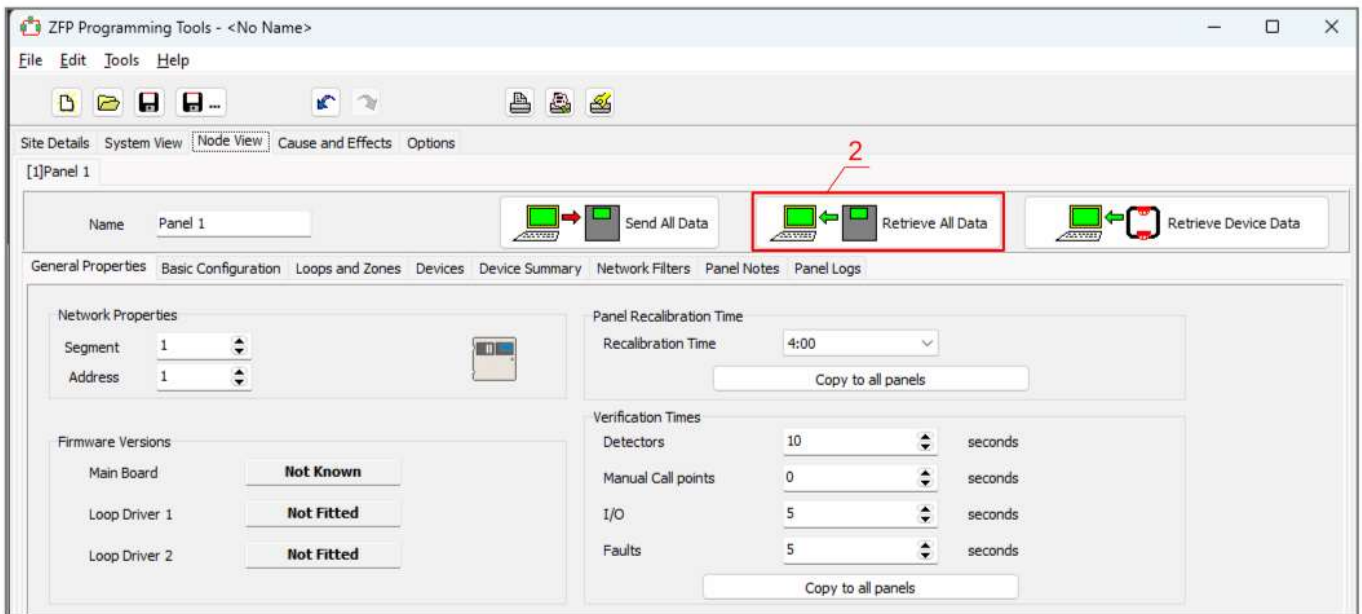 ZFP Programming Tools - <No Name>
File Edit Tools Help
...
Site Details System View Node View Cause and Effects Options
2
[1]Panel 1
Name Panel 1 Send All Data Retrieve All Data Retrieve Device Data
General Properties Basic Configuration Loops and Zones Devices Device Summary Network Filters Panel Notes Panel Logs
Network Properties
Segment 1
Address 1
Firmware Versions
Main Board Not Known
Loop Driver 1 Not Fitted
Loop Driver 2 Not Fitted
Panel Recalibration Time
Recalibration Time 4:00
Copy to all panels
Verification Times
Detectors 10 seconds
Manual Call points 0 seconds
I/O 5 seconds
Faults 5 seconds
Copy to all panels